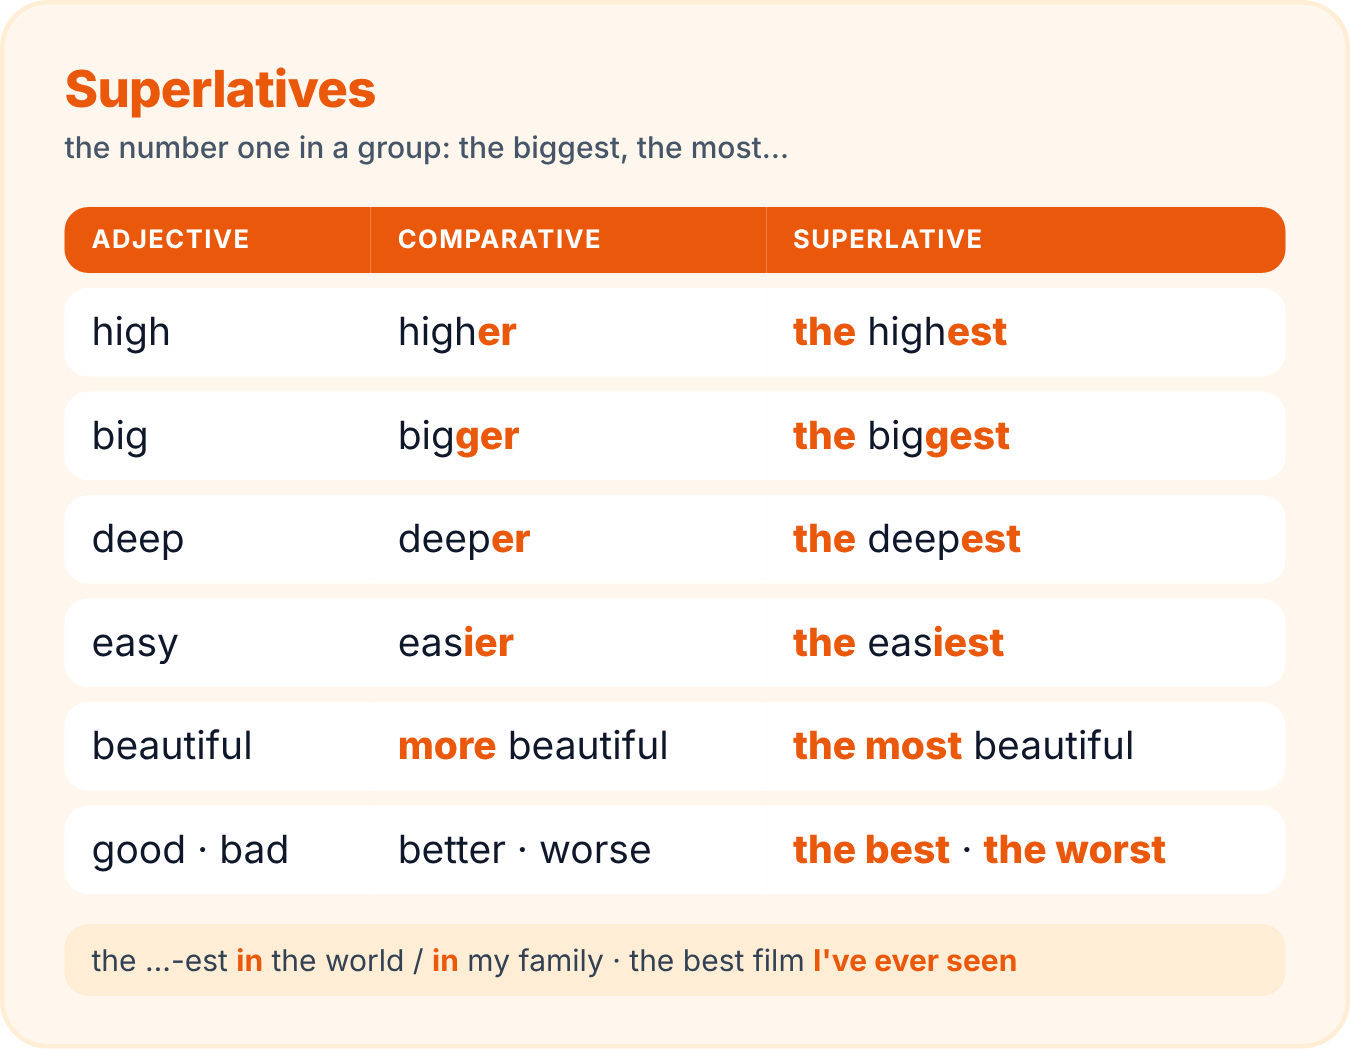 Superlatives
the number one in a group: the biggest, the most...
ADJECTIVE COMPARATIVE SUPERLATIVE
high higher the highest
big bigger the biggest
deep deeper the deepest
easy easier the easiest
beautiful more beautiful the most beautiful
good · bad better · worse the best · the worst
the ...-est in the world / in my family · the best film I've ever seen